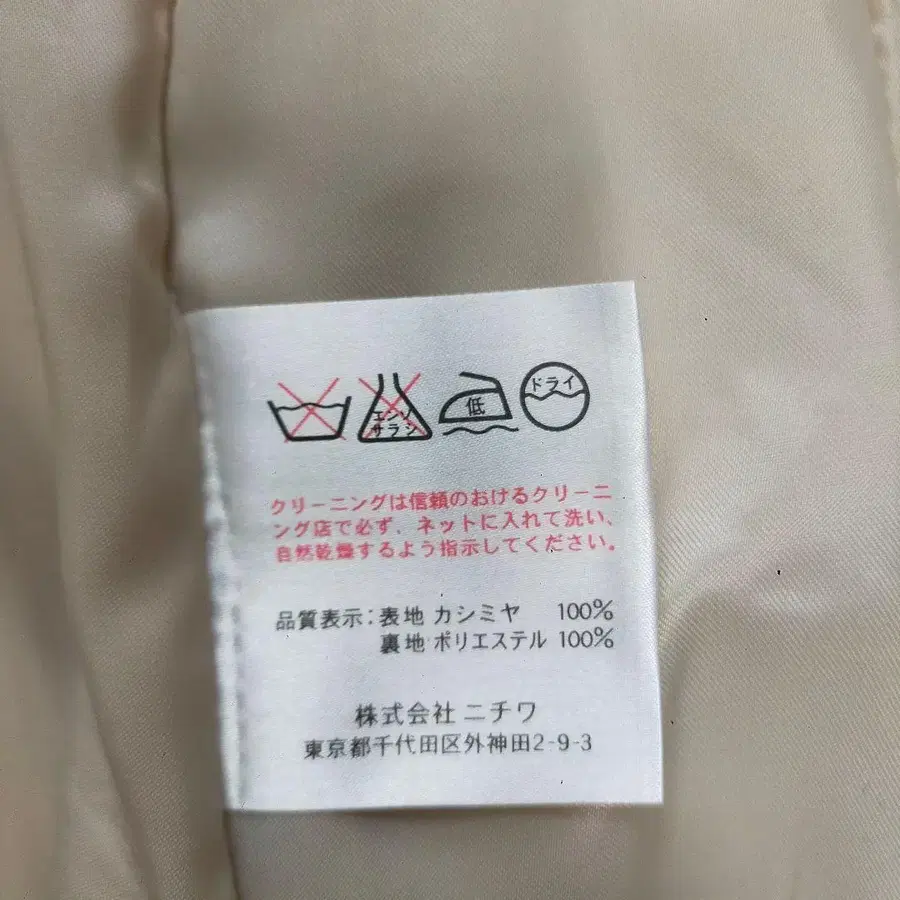 エンソ
サラシ
低
ドライ
クリーニングは信頼のおけるクリーニ
ング店で必ず、ネットに入れて洗い、
自然乾燥するよう指示してください。
品質表示：表地 カシミヤ 100%
裏地 ポリエステル 100%
株式会社 ニチワ
東京都千代田区外神田2-9-3